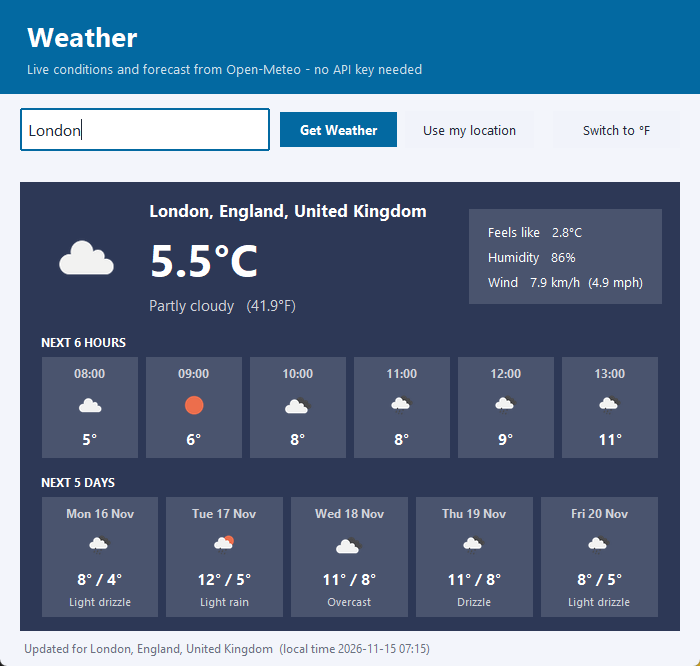 Weather
Live conditions and forecast from Open-Meteo - no API key needed
London
Get Weather
Use my location
Switch to °F
London, England, United Kingdom
5.5°C
Partly cloudy (41.9°F)
Feels like 2.8°C
Humidity 86%
Wind 7.9 km/h (4.9 mph)
NEXT 6 HOURS
08:00 09:00 10:00 11:00 12:00 13:00
5° 6° 8° 8° 9° 11°
NEXT 5 DAYS
Mon 16 Nov Tue 17 Nov Wed 18 Nov Thu 19 Nov Fri 20 Nov
8° / 4° 12° / 5° 11° / 8° 11° / 8° 8° / 5°
Light drizzle Light rain Overcast Drizzle Light drizzle
Updated for London, England, United Kingdom (local time 2026-11-15 07:15)